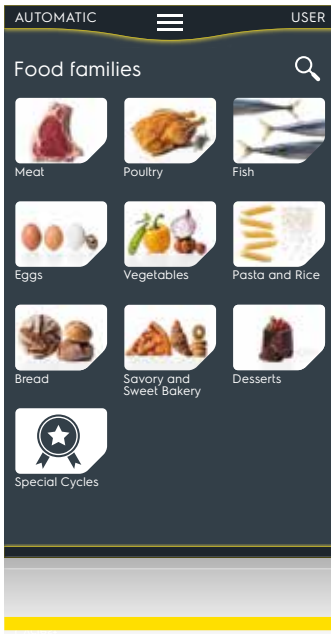 AUTOMATIC USER
Food families
Meat Poultry Fish
Eggs Vegetables Pasta and Rice
Bread Savory and Sweet Bakery Desserts
Special Cycles